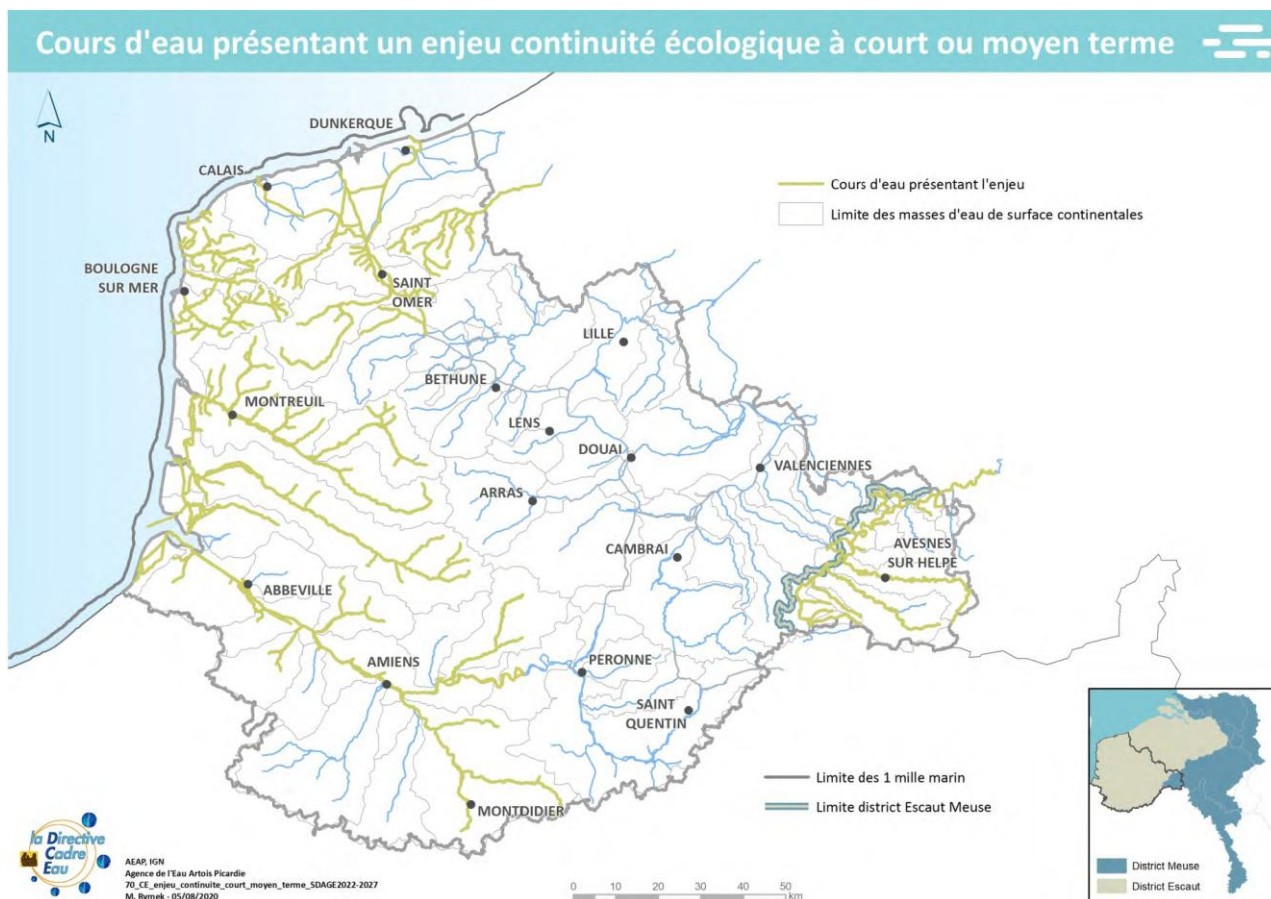 Cours d'eau présentant un enjeu continuité écologique à court ou moyen terme
N
DUNKERQUE
CALAIS
Cours d'eau présentant l'enjeu
Limite des masses d'eau de surface continentales
BOULOGNE
SUR MER
SAINT
OMER
LILLE
BETHUNE
MONTREUIL
LENS
DOUAI
VALENCIENNES
ARRAS
CAMBRAI
AVESNES
SUR HELPE
ABBEVILLE
AMIENS
PERONNE
SAINT
QUENTIN
MONTDIDIER
Limite des 1 mille marin
Limite district Escaut Meuse
la Directive
Cadre
Eau
AEAP, IGN
Agence de l'Eau Artois Picardie
70_CE_enjeu_continuite_court_moyen_terme_SDAGE2022-2027
M. Rymek - 05/08/2020
0 10 20 30 40 50
km
District Meuse
District Escaut